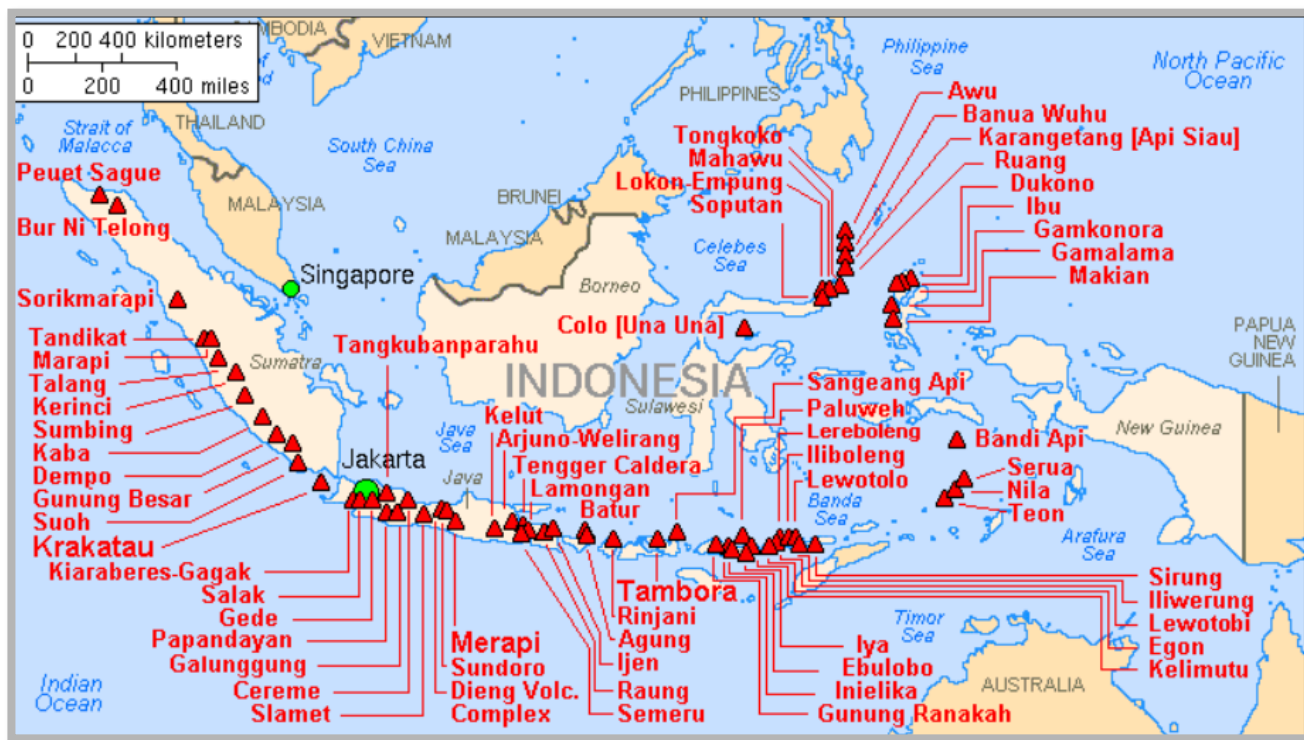 0 200 400 kilometers
0 200 400 miles
CAMBODIA
VIETNAM
THAILAND
Strait of
Malacca
South China
Sea
Philippine
Sea
North Pacific
Ocean
PHILIPPINES
Awu
Banua Wuhu
Karangetang [Api Siau]
Ruang
Dukono
Ibu
Gamkonora
Gamalama
Makian
Tongkoko
Mahawu
Lokon-Empung
Soputan
Peuet Sague
Bur Ni Telong
MALAYSIA
BRUNEI
MALAYSIA
Celebes
Sea
Singapore
Borneo
Sorikmarapi
Colo [Una Una]
PAPUA
NEW
GUINEA
Tandikat
Marapi
Talang
Kerinci
Sumbing
Kaba
Dempo
Gunung Besar
Suoh
Krakatau
Sumatra
Tangkubanparahu
INDONESIA
Sulawesi
Sangeang Api
Paluweh
Lereboleng
Iliboleng
Lewotolo
New Guinea
Kelut
Arjuno-Welirang
Tengger Caldera
Lamongan
Batur
Java
Sea
Jakarta
Java
Bandi Api
Serua
Nila
Teon
Banda
Sea
Arafura
Sea
Kiaraberes-Gagak
Salak
Gede
Papandayan
Galunggung
Cereme
Slamet
Merapi
Sundoro
Dieng Volc.
Complex
Tambora
Rinjani
Agung
Ijen
Raung
Semeru
Iya
Ebulobo
Inielika
Gunung Ranakah
Sirung
Iliwerung
Lewotobi
Egon
Kelimutu
Timor
Sea
Indian
Ocean
AUSTRALIA